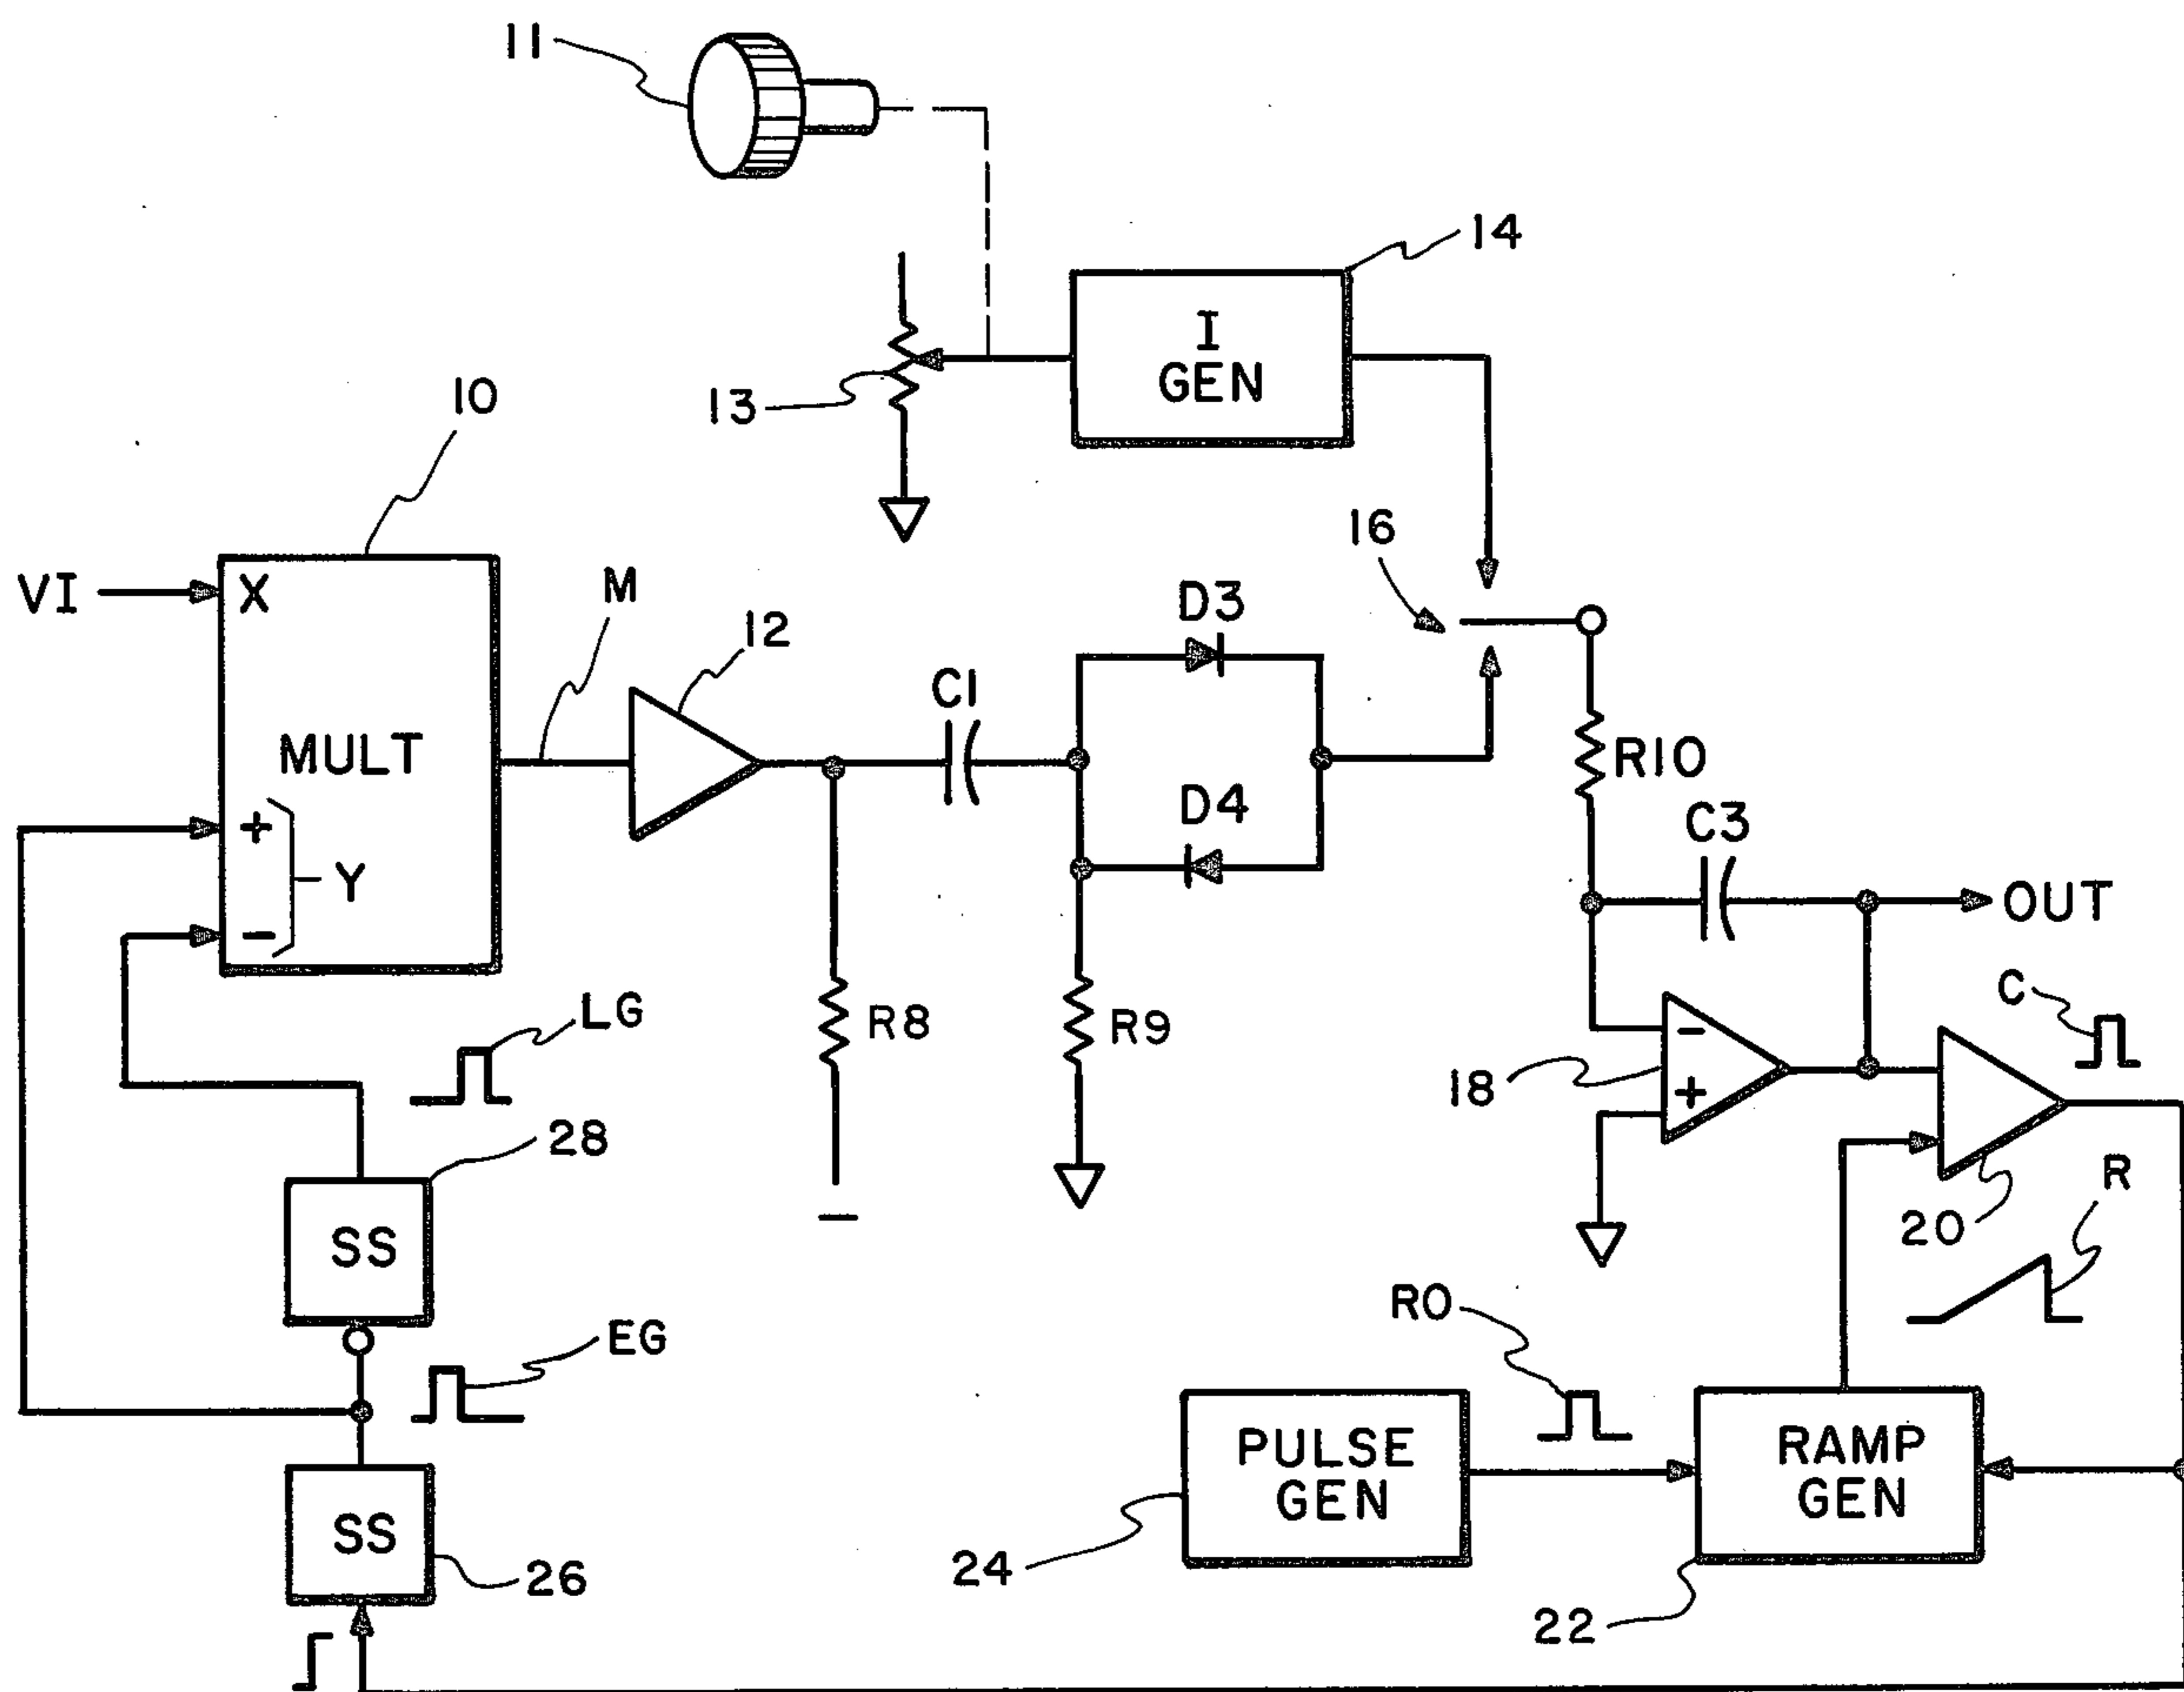 11
14
I
GEN
13
10
16
VI
X
M
12
D3
MULT
C1
R10
D4
+
C3
Y
-
OUT
C
LG
R8
R9
-
18
+
28
R
20
SS
RO
EG
PULSE
GEN
RAMP
GEN
SS
24
26
22
-